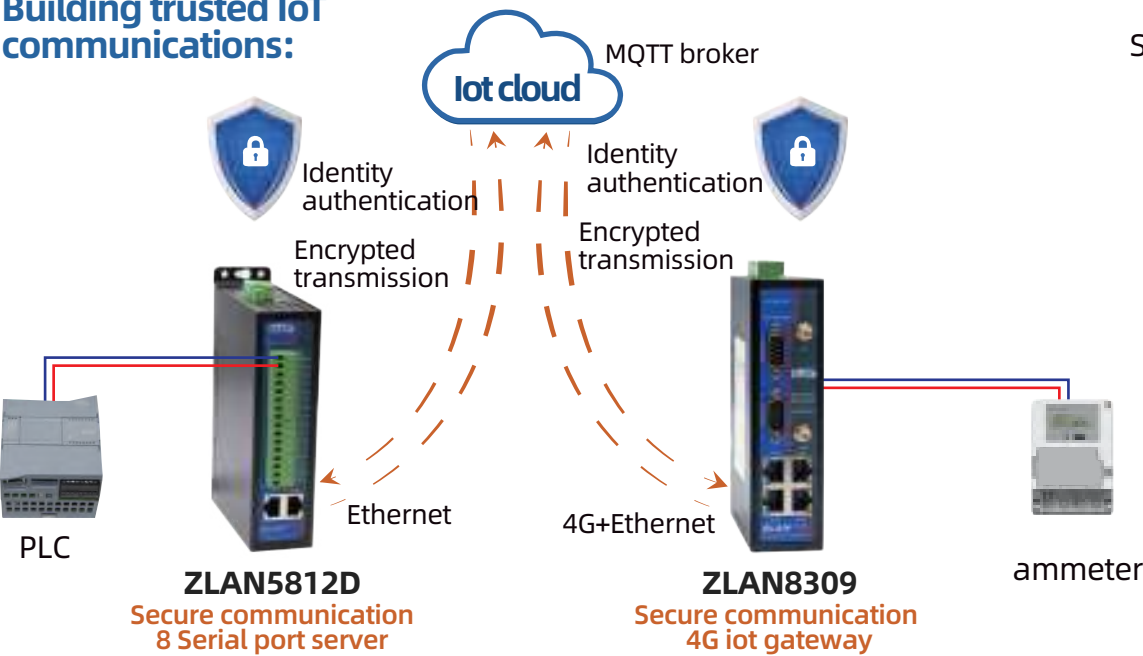 Building trusted IoT
communications:
MQTT broker
Iot cloud
S
Identity
authentication
Identity
authentication
Encrypted
transmission
Encrypted
transmission
Ethernet
4G+Ethernet
PLC
ammeter
ZLAN5812D
Secure communication
8 Serial port server
ZLAN8309
Secure communication
4G iot gateway